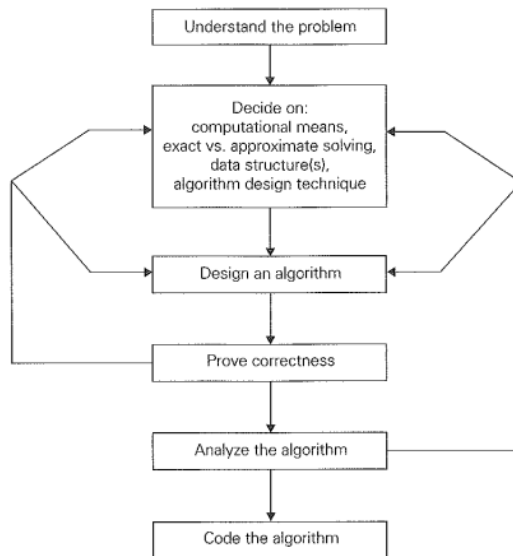 Understand the problem
Decide on:
computational means,
exact vs. approximate solving,
data structure(s),
algorithm design technique
Design an algorithm
Prove correctness
Analyze the algorithm
Code the algorithm